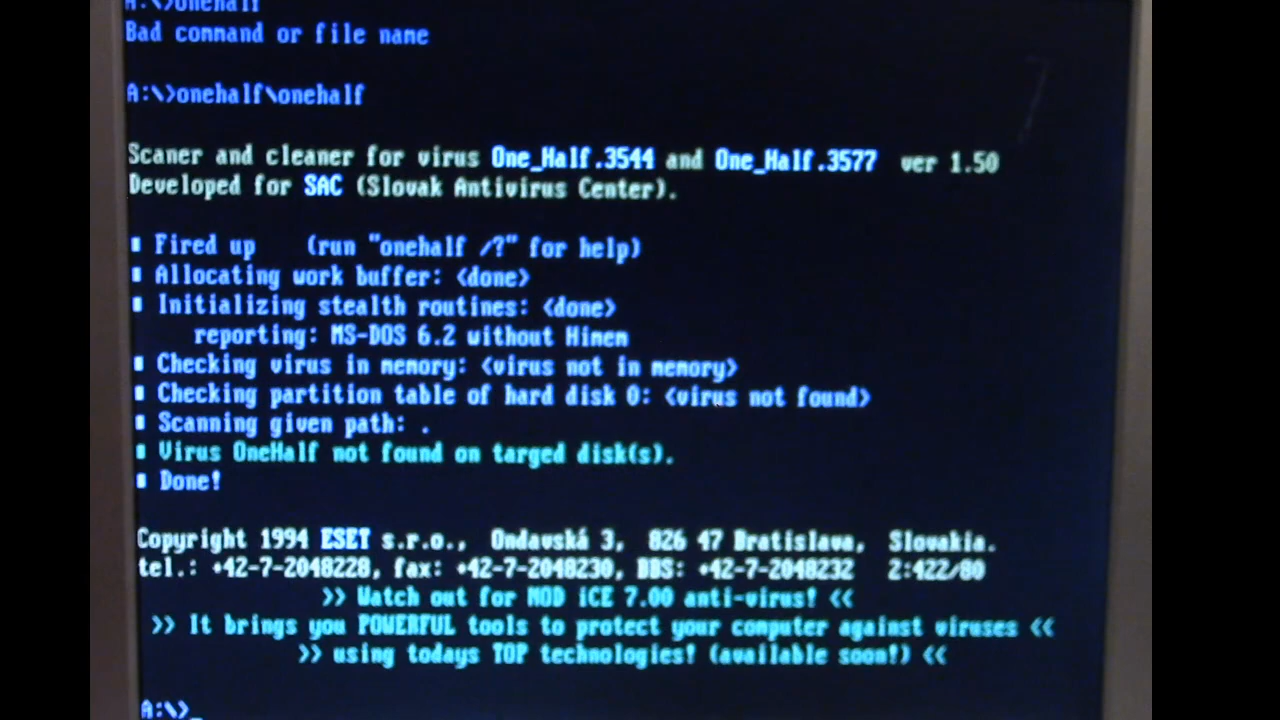 A:\>onehalf
Bad command or file name
A:\>onehalf\onehalf
Scaner and cleaner for virus One_Half.3544 and One_Half.3577 ver 1.50
Developed for SAC (Slovak Antivirus Center).
Fired up (run "onehalf /?" for help)
Allocating work buffer: <done>
Initializing stealth routines: <done>
reporting: MS-DOS 6.2 without Himem
Checking virus in memory: <virus not in memory>
Checking partition table of hard disk 0: <virus not found>
Scanning given path: .
Virus OneHalf not found on targed disk(s).
Done!
Copyright 1994 ESET s.r.o., Ondavská 3, 826 47 Bratislava, Slovakia.
tel.: +42-7-2048228, fax: +42-7-2048230, BBS: +42-7-2048232 2:422/80
>> Watch out for NOD iCE 7.00 anti-virus! <<
>> It brings you POWERFUL tools to protect your computer against viruses <<
>> using todays TOP technologies! (available soon!) <<
A:\>_